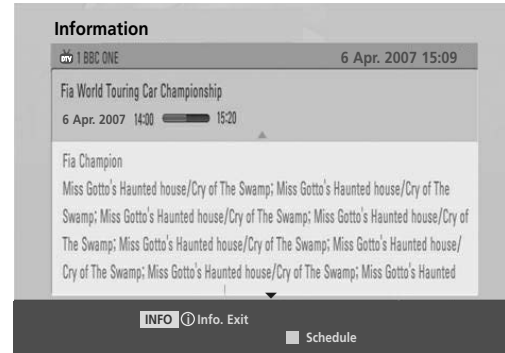 Information
DTV 1 BBC ONE 6 Apr. 2007 15:09
Fia World Touring Car Championship
6 Apr. 2007 14:00 15:20
Fia Champion
Miss Gotto's Haunted house/Cry of The Swamp; Miss Gotto's Haunted house/Cry of The
Swamp; Miss Gotto's Haunted house/Cry of The Swamp; Miss Gotto's Haunted house/Cry of
The Swamp; Miss Gotto's Haunted house/Cry of The Swamp; Miss Gotto's Haunted house/
Cry of The Swamp; Miss Gotto's Haunted house/Cry of The Swamp; Miss Gotto's Haunted
INFO i Info. Exit
Schedule